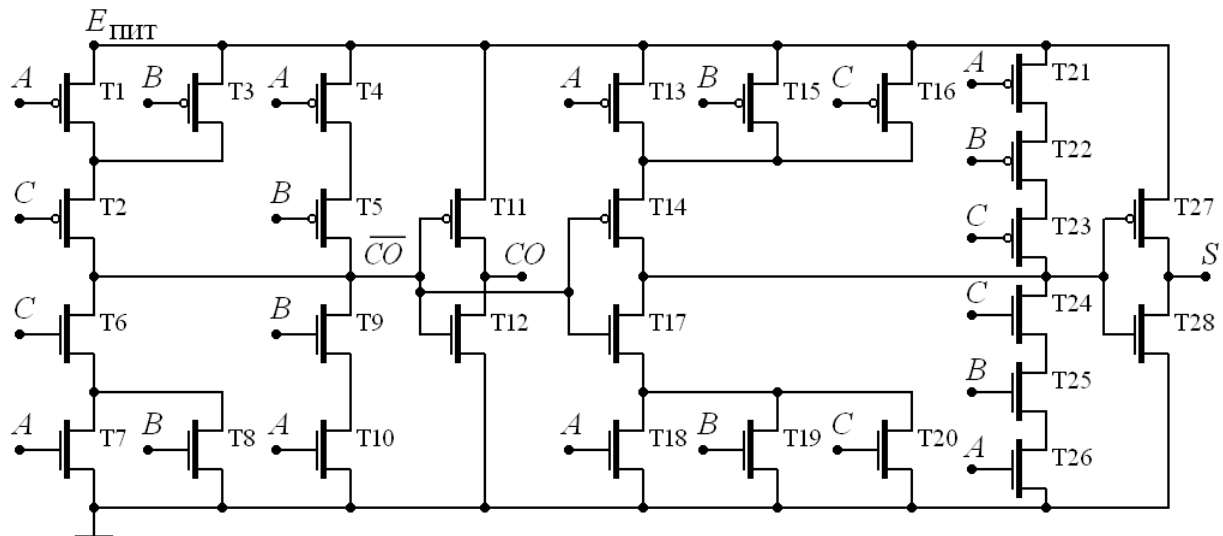 E ПИТ
A T1 B T3 A T4 T11 A T13 B T15 C T16 A T21
B T22
C T2 B T5 T14 C T23 T27
C̅O̅ CO S
C T6 B T9 T12 T17 C T24 T28
B T25
A T7 B T8 A T10 A T18 B T19 C T20 A T26